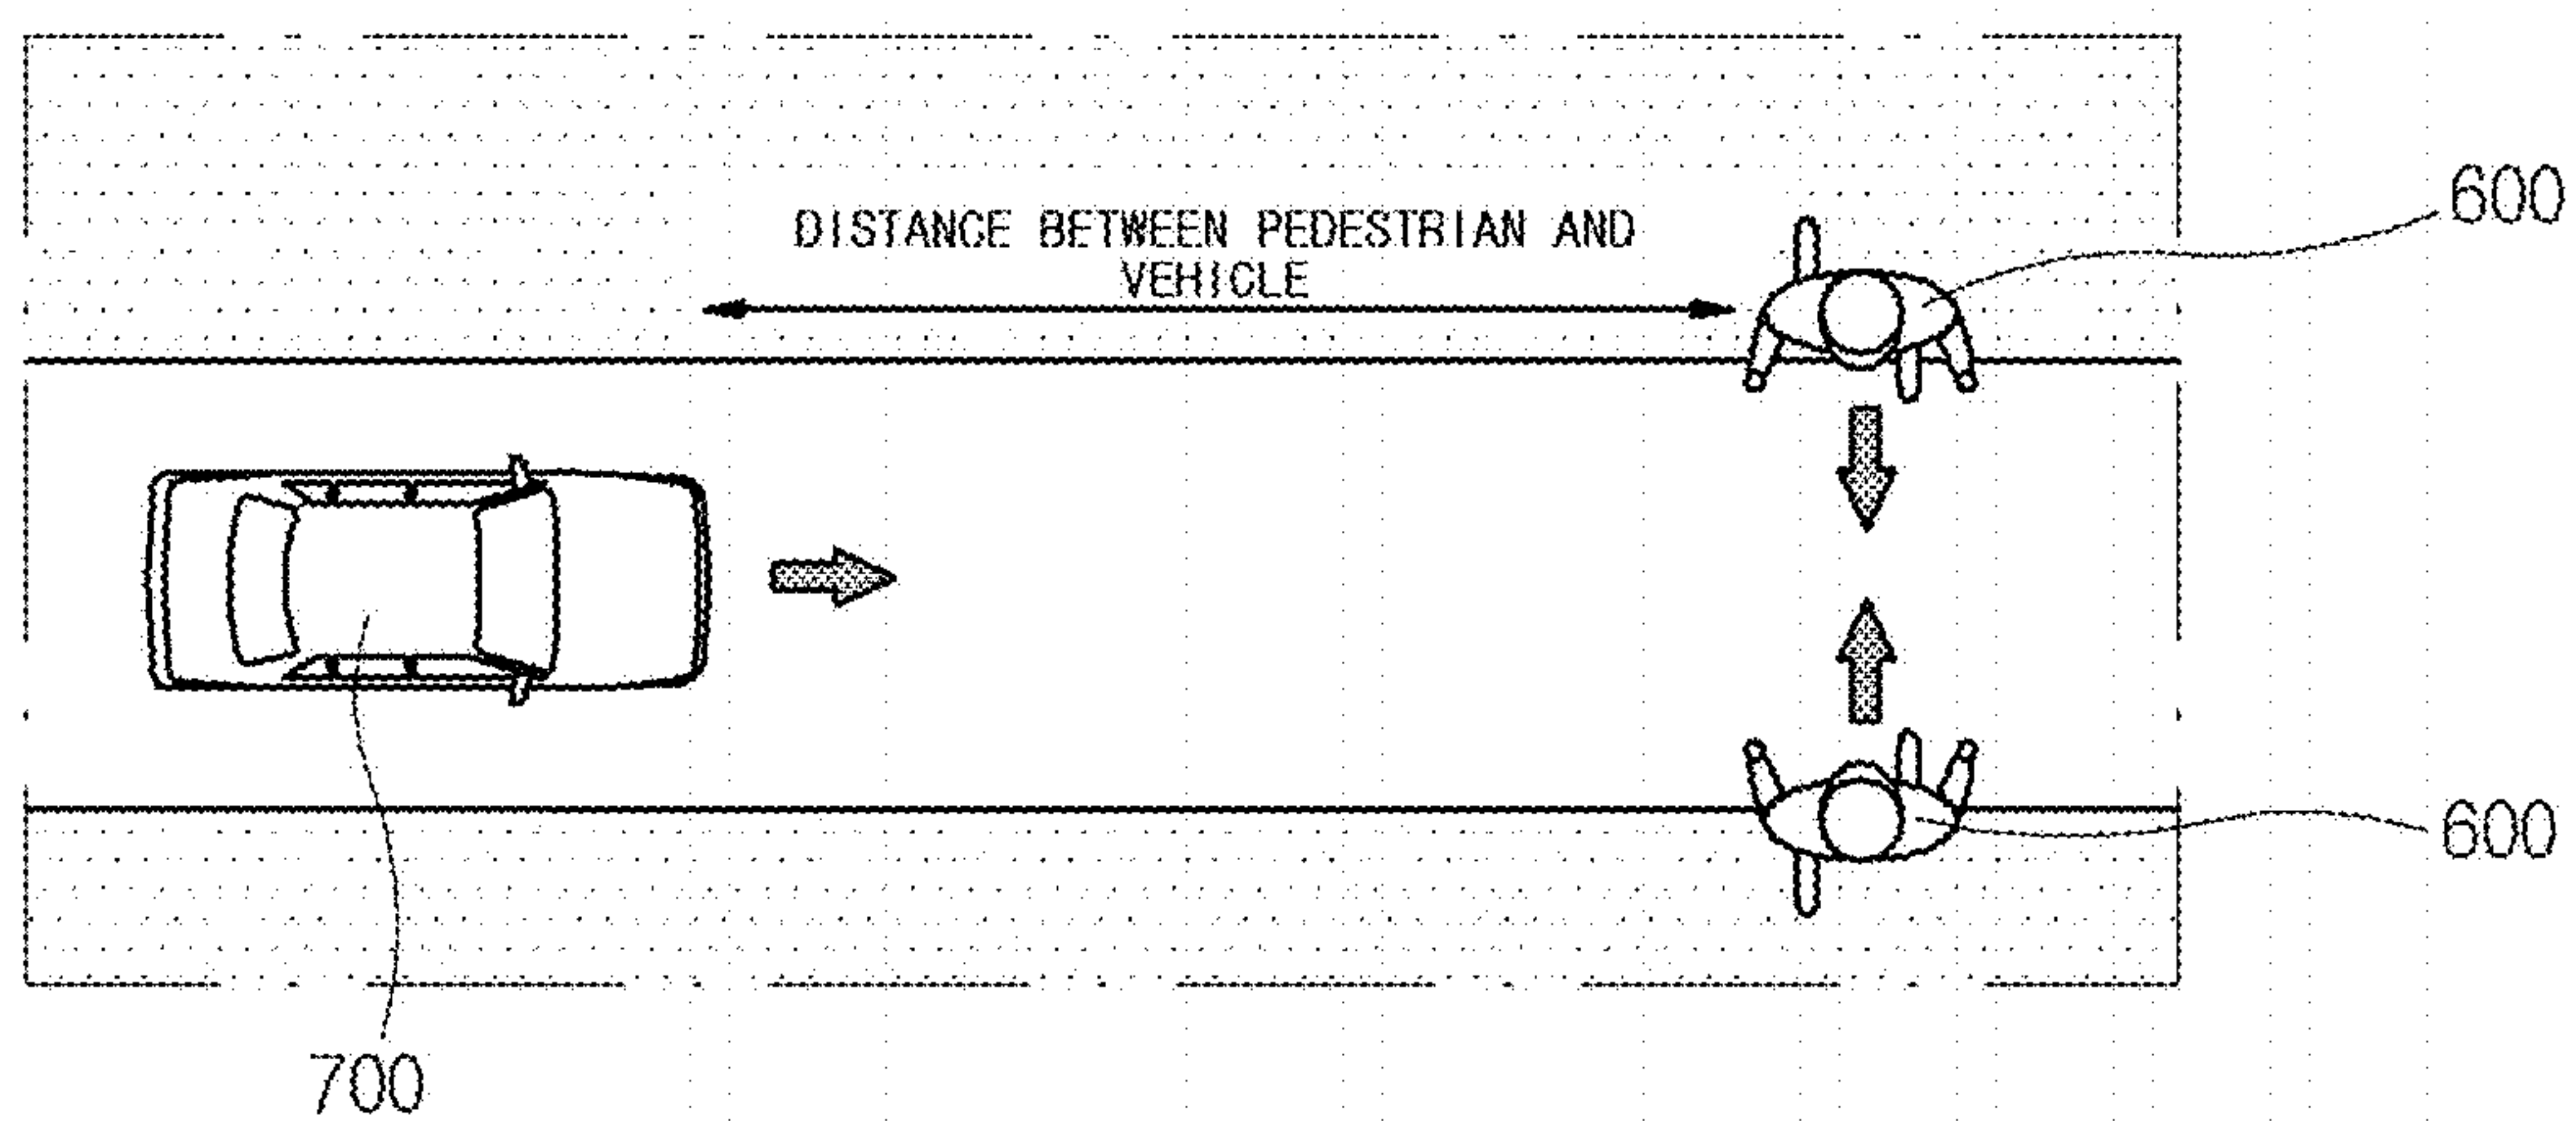 600
DISTANCE BETWEEN PEDESTRIAN AND
VEHICLE
600
700